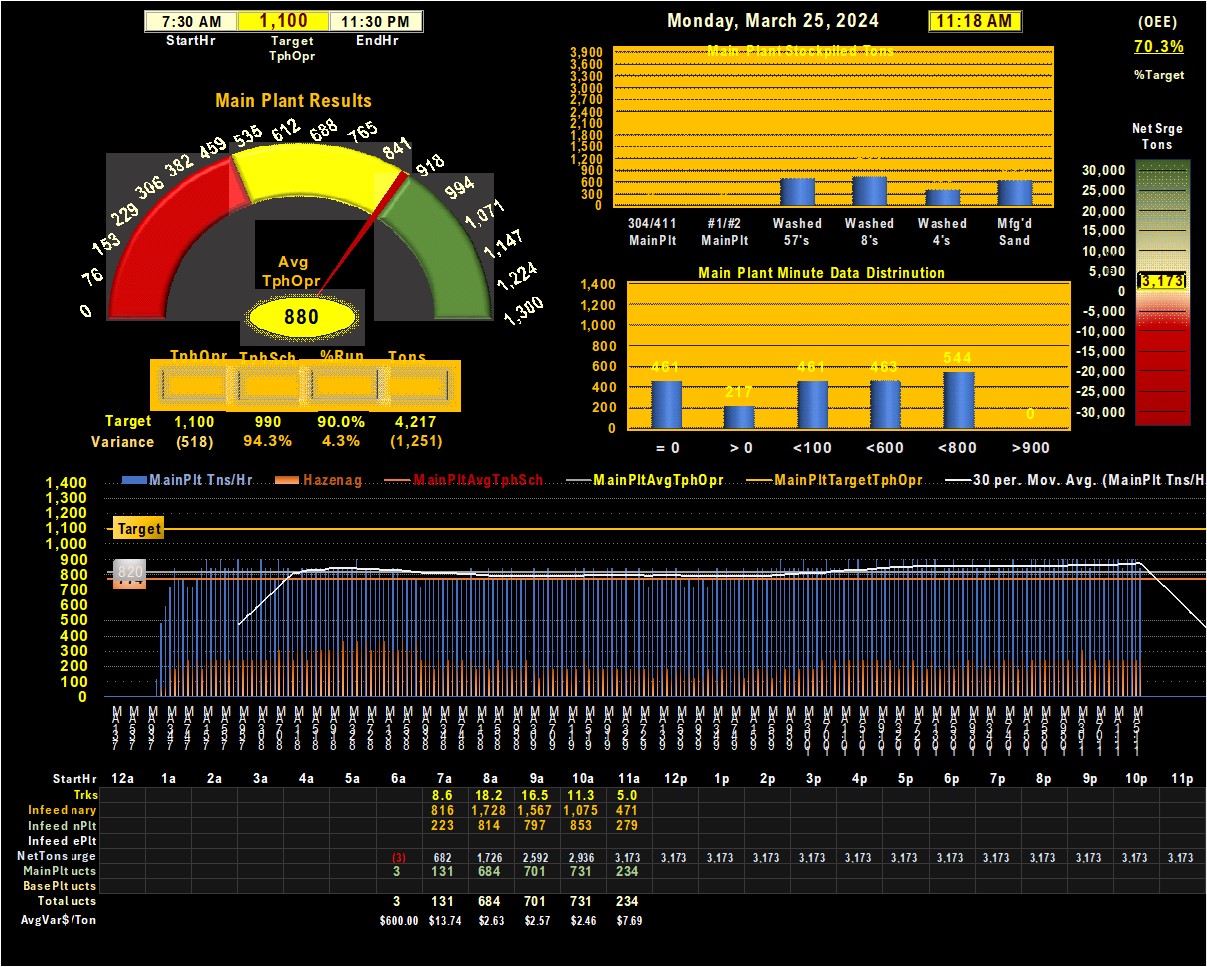 7:30 AM 1,100 11:30 PM
StartHr Target TphOpr EndHr
Monday, March 25, 2024 11:18 AM
(OEE)
70.3%
%Target
Main Plant Results
0 76 153 229 306 382 459 535 612 688 765 841 918 994 1,071 1,147 1,224 1,300
Avg
TphOpr
880
TphOpr TphSch %Run Tons
Target 1,100 990 90.0% 4,217
Variance (518) 94.3% 4.3% (1,251)
Main Plant Stockpiled Tons
3,900
3,600
3,300
3,000
2,700
2,400
2,100
1,800
1,500
1,200
900
600
300
0
304/411 #1/#2 Washed Washed Washed Mfg'd
MainPlt MainPlt 57's 8's 4's Sand
Main Plant Minute Data Distrinution
1,400
1,200
1,000
800
600
400
200
0
461 217 461 463 544 0
= 0 > 0 <100 <600 <800 >900
Net Srge
Tons
30,000
25,000
20,000
15,000
10,000
5,000
3,173
0
-5,000
-10,000
-15,000
-20,000
-25,000
-30,000
MainPlt Tns/Hr Hazenag MainPltAvgTphSch MainPltAvgTphOpr MainPltTargetTphOpr 30 per. Mov. Avg. (MainPlt Tns/H
1,400
1,300
1,200
1,100
1,000
900
800
700
600
500
400
300
200
100
0
Target
820
StartHr 12a 1a 2a 3a 4a 5a 6a 7a 8a 9a 10a 11a 12p 1p 2p 3p 4p 5p 6p 7p 8p 9p 10p 11p
Trks 8.6 18.2 16.5 11.3 5.0
Infeed nary 816 1,728 1,567 1,075 471
Infeed nPlt 223 814 797 853 279
Infeed ePlt
NetTons urge (3) 682 1,726 2,592 2,936 3,173 3,173 3,173 3,173 3,173 3,173 3,173 3,173 3,173 3,173 3,173 3,173 3,173
MainPlt ucts 3 131 684 701 731 234
BasePlt ucts
Total ucts 3 131 684 701 731 234
AvgVar$/Ton $600.00 $13.74 $2.63 $2.57 $2.46 $7.69